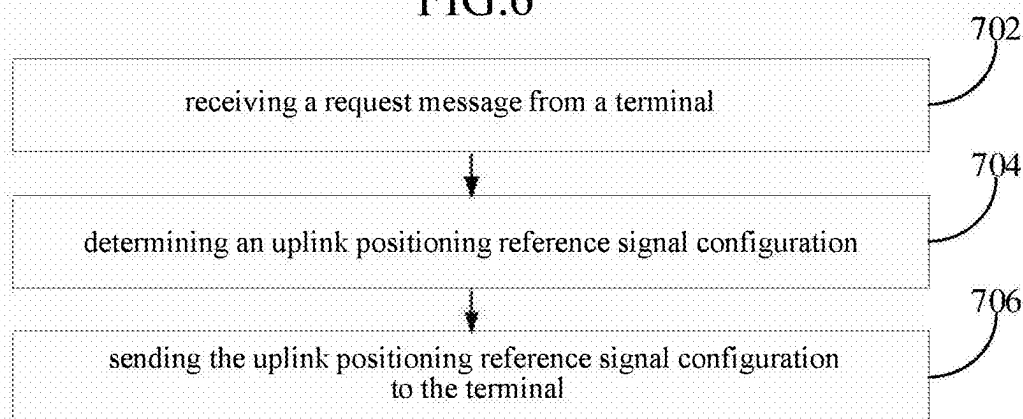 FIG.6
702
receiving a request message from a terminal
704
determining an uplink positioning reference signal configuration
706
sending the uplink positioning reference signal configuration
to the terminal